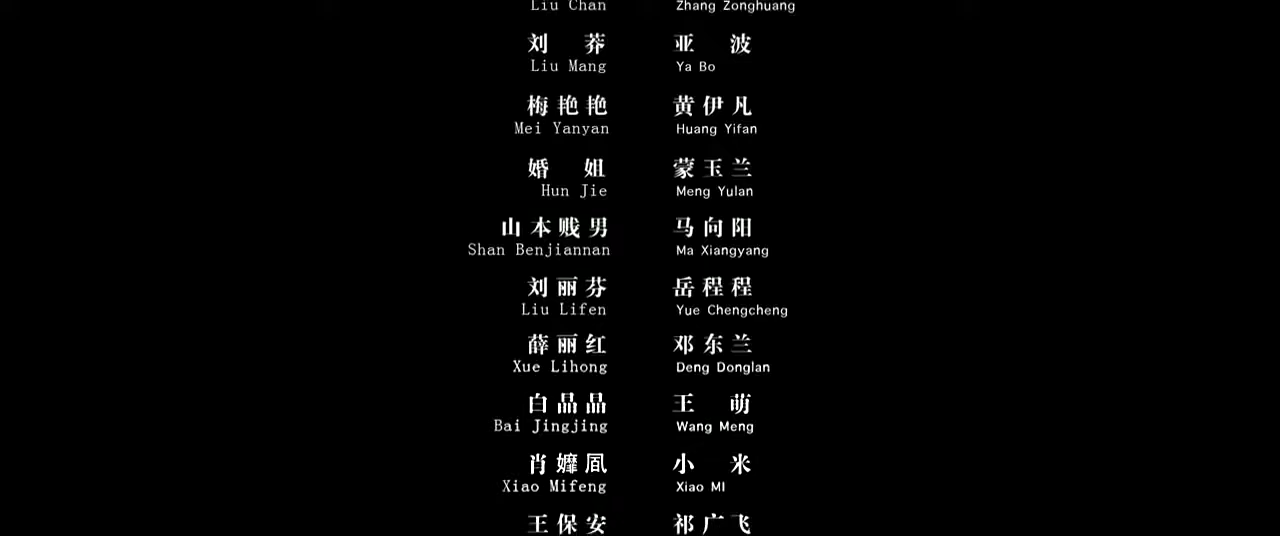 Liu Chan Zhang Zonghuang
刘莽 亚波
Liu Mang Ya Bo
梅艳艳 黄伊凡
Mei Yanyan Huang Yifan
婚姐 蒙玉兰
Hun Jie Meng Yulan
山本贱男 马向阳
Shan Benjiannan Ma Xiangyang
刘丽芬 岳程程
Liu Lifen Yue Chengcheng
薛丽红 邓东兰
Xue Lihong Deng Donglan
白晶晶 王萌
Bai Jingjing Wang Meng
肖 小米
Xiao Mifeng Xiao MI
王保安 祁广飞